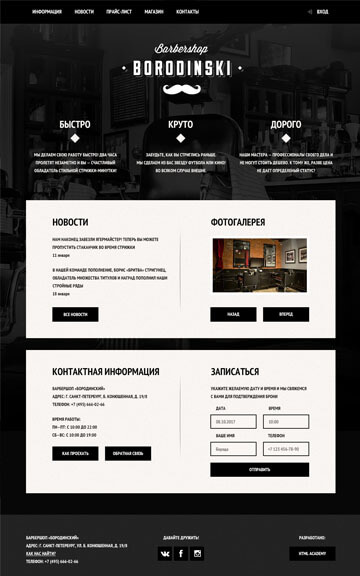 ИНФОРМАЦИЯ НОВОСТИ ПРАЙС-ЛИСТ МАГАЗИН КОНТАКТЫ ВХОД
Barbershop
BORODINSKI
БЫСТРО КРУТО ДОРОГО
МЫ ДЕЛАЕМ СВОЮ РАБОТУ БЫСТРО! ДВА ЧАСА
ПРОЛЕТЯТ НЕЗАМЕТНО И ВЫ — СЧАСТЛИВЫЙ
ОБЛАДАТЕЛЬ СТИЛЬНОЙ СТРИЖКИ-МИНУТКИ!
ЗАБУДЬТЕ, КАК ВЫ СТРИГЛИСЬ РАНЬШЕ.
МЫ СДЕЛАЕМ ИЗ ВАС ЗВЕЗДУ ФУТБОЛА ИЛИ КИНО!
ВО ВСЯКОМ СЛУЧАЕ ВНЕШНЕ.
НАШИ МАСТЕРА — ПРОФЕССИОНАЛЫ СВОЕГО ДЕЛА И
НЕ МОГУТ СТОИТЬ ДЕШЕВО. К ТОМУ ЖЕ, РАЗВЕ ЦЕНА
НЕ ДАЕТ ОПРЕДЕЛЕННЫЙ СТАТУС?
НОВОСТИ
НАМ НАКОНЕЦ ЗАВЕЗЛИ ЯГЕРМАЙСТЕР! ТЕПЕРЬ ВЫ МОЖЕТЕ
ПРОПУСТИТЬ СТАКАНЧИК ВО ВРЕМЯ СТРИЖКИ
11 января
В НАШЕЙ КОМАНДЕ ПОПОЛНЕНИЕ, БОРИС «БРИТВА» СТРИГУНЕЦ,
ОБЛАДАТЕЛЬ МНОЖЕСТВА ТИТУЛОВ И НАГРАД ПОПОЛНИЛ НАШИ
СТРОЙНЫЕ РЯДЫ
18 января
ВСЕ НОВОСТИ
ФОТОГАЛЕРЕЯ
НАЗАД ВПЕРЕД
КОНТАКТНАЯ ИНФОРМАЦИЯ
БАРБЕРШОП «БОРОДИНСКИЙ»
АДРЕС: Г. САНКТ-ПЕТЕРБУРГ, Б. КОНЮШЕННАЯ, Д. 19/8
ТЕЛЕФОН: +7 (495) 666-02-66
ВРЕМЯ РАБОТЫ:
ПН–ПТ: С 10:00 ДО 22:00
СБ–ВС: С 10:00 ДО 19:00
КАК ПРОЕХАТЬ ОБРАТНАЯ СВЯЗЬ
ЗАПИСАТЬСЯ
УКАЖИТЕ ЖЕЛАЕМУЮ ДАТУ И ВРЕМЯ И МЫ СВЯЖЕМСЯ
С ВАМИ ДЛЯ ПОДТВЕРЖДЕНИЯ БРОНИ
ДАТА ВРЕМЯ
08.10.2017 10:00
ВАШЕ ИМЯ ТЕЛЕФОН
Борода +7 123 456-78-90
ОТПРАВИТЬ
БАРБЕРШОП «БОРОДИНСКИЙ»
АДРЕС: Г. САНКТ-ПЕТЕРБУРГ, УЛ. Б. КОНЮШЕННАЯ, Д. 19/8
КАК НАС НАЙТИ?
ТЕЛЕФОН: +7 (495) 666-02-66
ДАВАЙТЕ ДРУЖИТЬ!
РАЗРАБОТАНО:
HTML ACADEMY